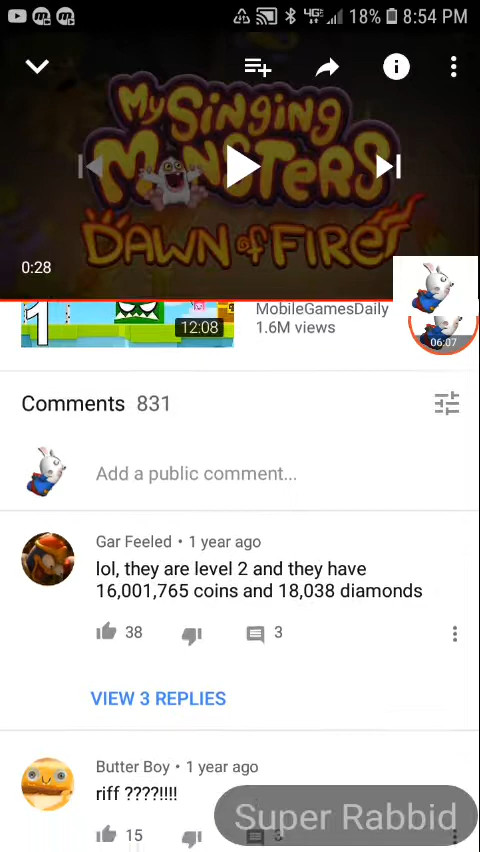 4GE 18% 8:54 PM
My Singing
Monsters
Dawn of Fire
0:28
1
12:08
MobileGamesDaily
1.6M views
06:07
Comments 831
Add a public comment...
Gar Feeled • 1 year ago
lol, they are level 2 and they have
16,001,765 coins and 18,038 diamonds
38 3
VIEW 3 REPLIES
Butter Boy • 1 year ago
riff ????!!!!
Super Rabbid
15 3